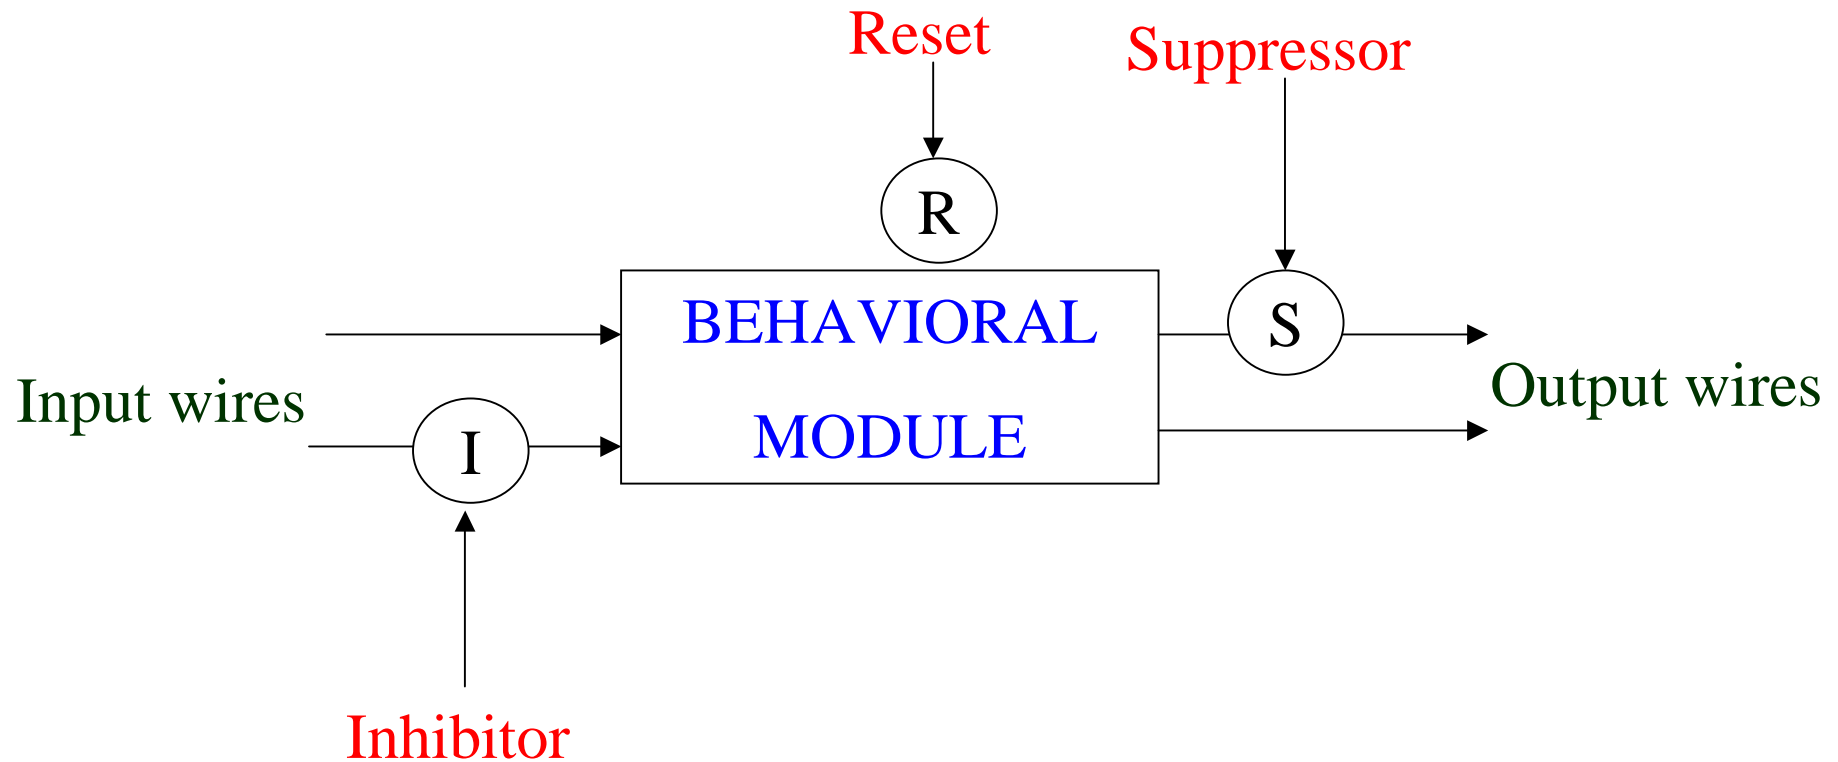 Reset
Suppressor
R
S
BEHAVIORAL
MODULE
Input wires
Output wires
I
Inhibitor